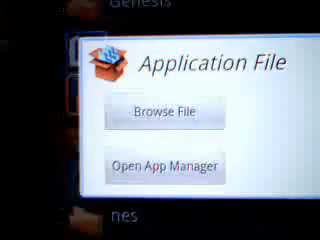 Genesis
Application File
Browse File
Open App Manager
nes